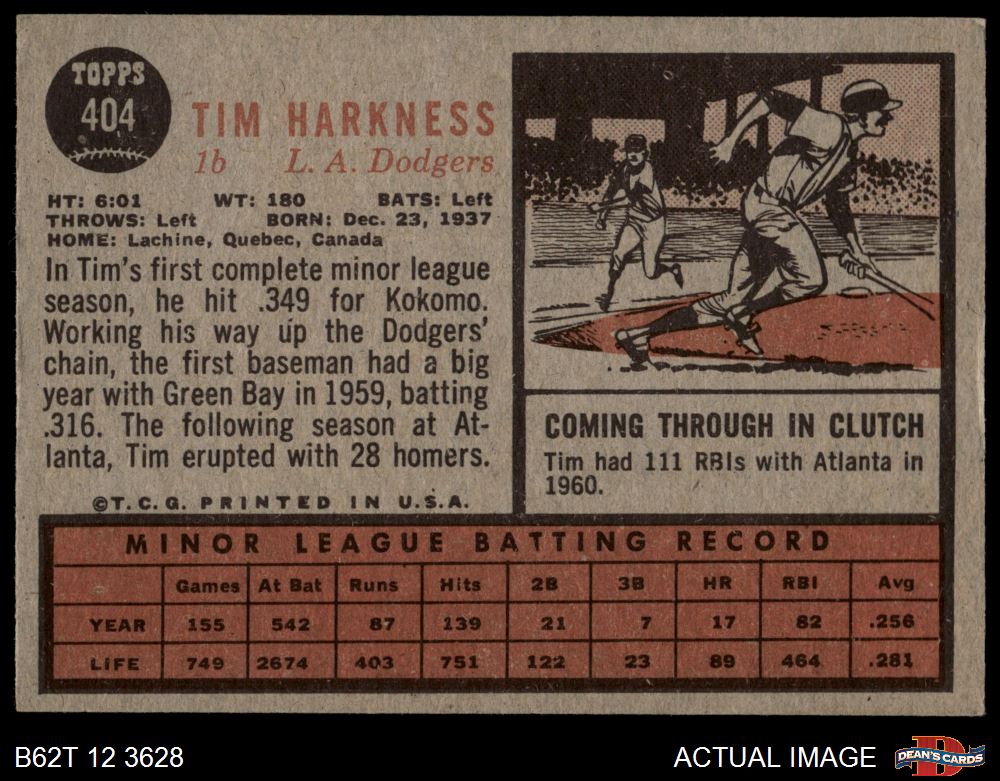 TOPPS
404
TIM HARKNESS
1b L. A. Dodgers
HT: 6:01 WT: 180 BATS: Left
THROWS: Left BORN: Dec. 23, 1937
HOME: Lachine, Quebec, Canada
In Tim's first complete minor league
season, he hit .349 for Kokomo.
Working his way up the Dodgers'
chain, the first baseman had a big
year with Green Bay in 1959, batting
.316. The following season at At-
lanta, Tim erupted with 28 homers.
©T.C.G. PRINTED IN U.S.A.
COMING THROUGH IN CLUTCH
Tim had 111 RBIs with Atlanta in
1960.
MINOR LEAGUE BATTING RECORD
Games At Bat Runs Hits 2B 3B HR RBI Avg
YEAR 155 542 87 139 21 7 17 82 .256
LIFE 749 2674 403 751 122 23 89 464 .281
B62T 12 3628
ACTUAL IMAGE
D
DEAN'S CARDS